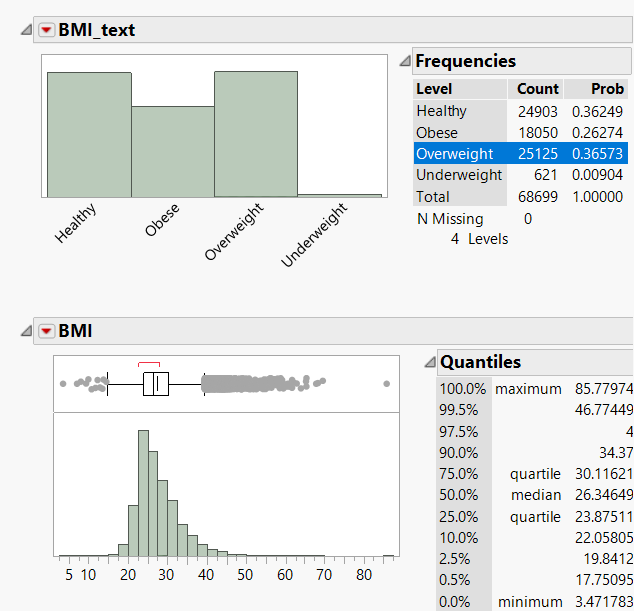 BMI_text
Healthy
Obese
Overweight
Underweight
Frequencies
Level Count Prob
Healthy 24903 0.36249
Obese 18050 0.26274
Overweight 25125 0.36573
Underweight 621 0.00904
Total 68699 1.00000
N Missing 0
4 Levels
BMI
5 10 20 30 40 50 60 70 80
Quantiles
100.0% maximum 85.77974
99.5% 46.77449
97.5% 4
90.0% 34.37
75.0% quartile 30.11621
50.0% median 26.34649
25.0% quartile 23.87511
10.0% 22.05805
2.5% 19.8412
0.5% 17.75095
0.0% minimum 3.471783